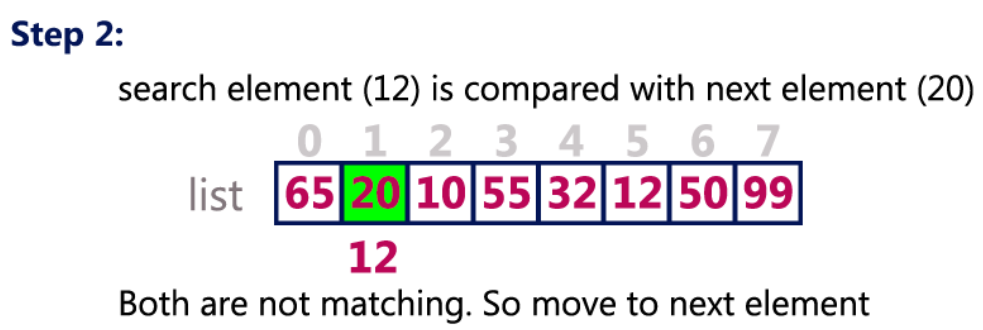 Step 2:
search element (12) is compared with next element (20)
0 1 2 3 4 5 6 7
list 65 20 10 55 32 12 50 99
12
Both are not matching. So move to next element